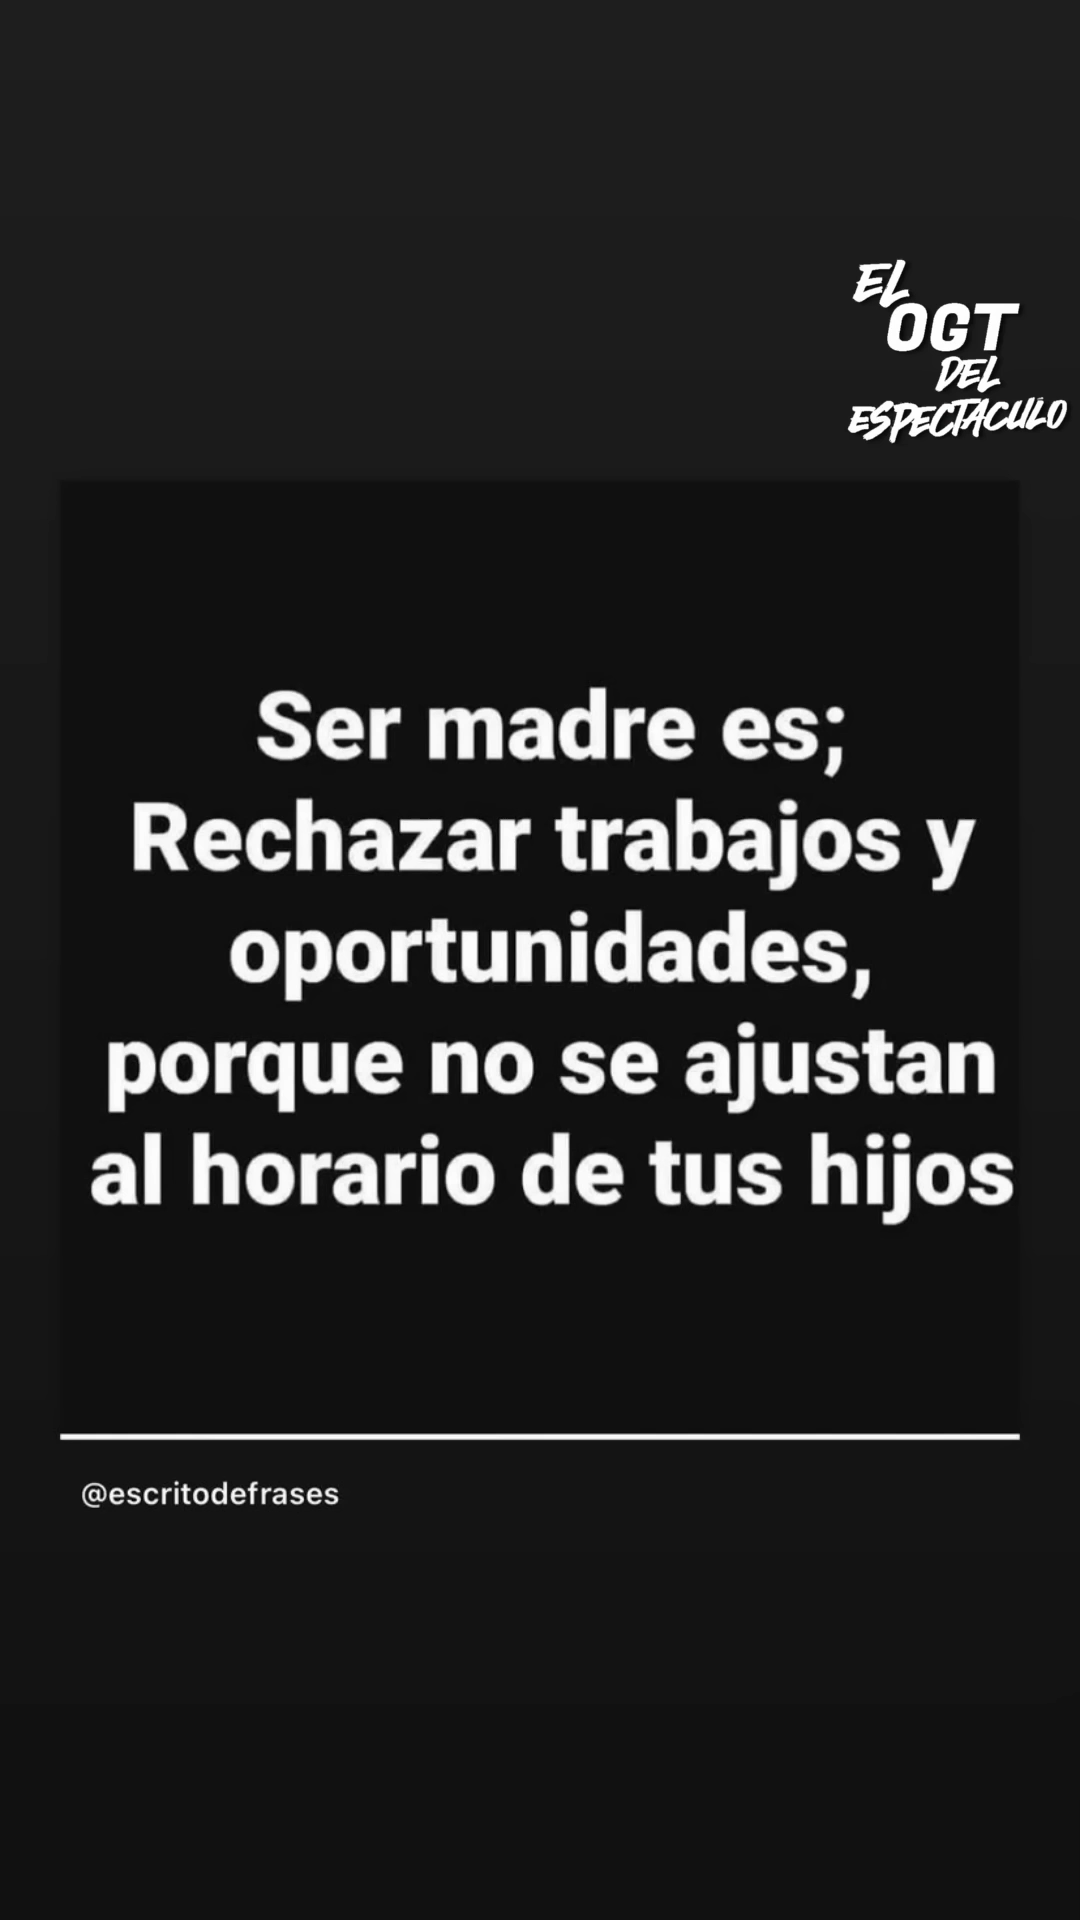 EL
OGT
DEL
ESPECTACULO
Ser madre es;
Rechazar trabajos y
oportunidades,
porque no se ajustan
al horario de tus hijos
@escritodefrases